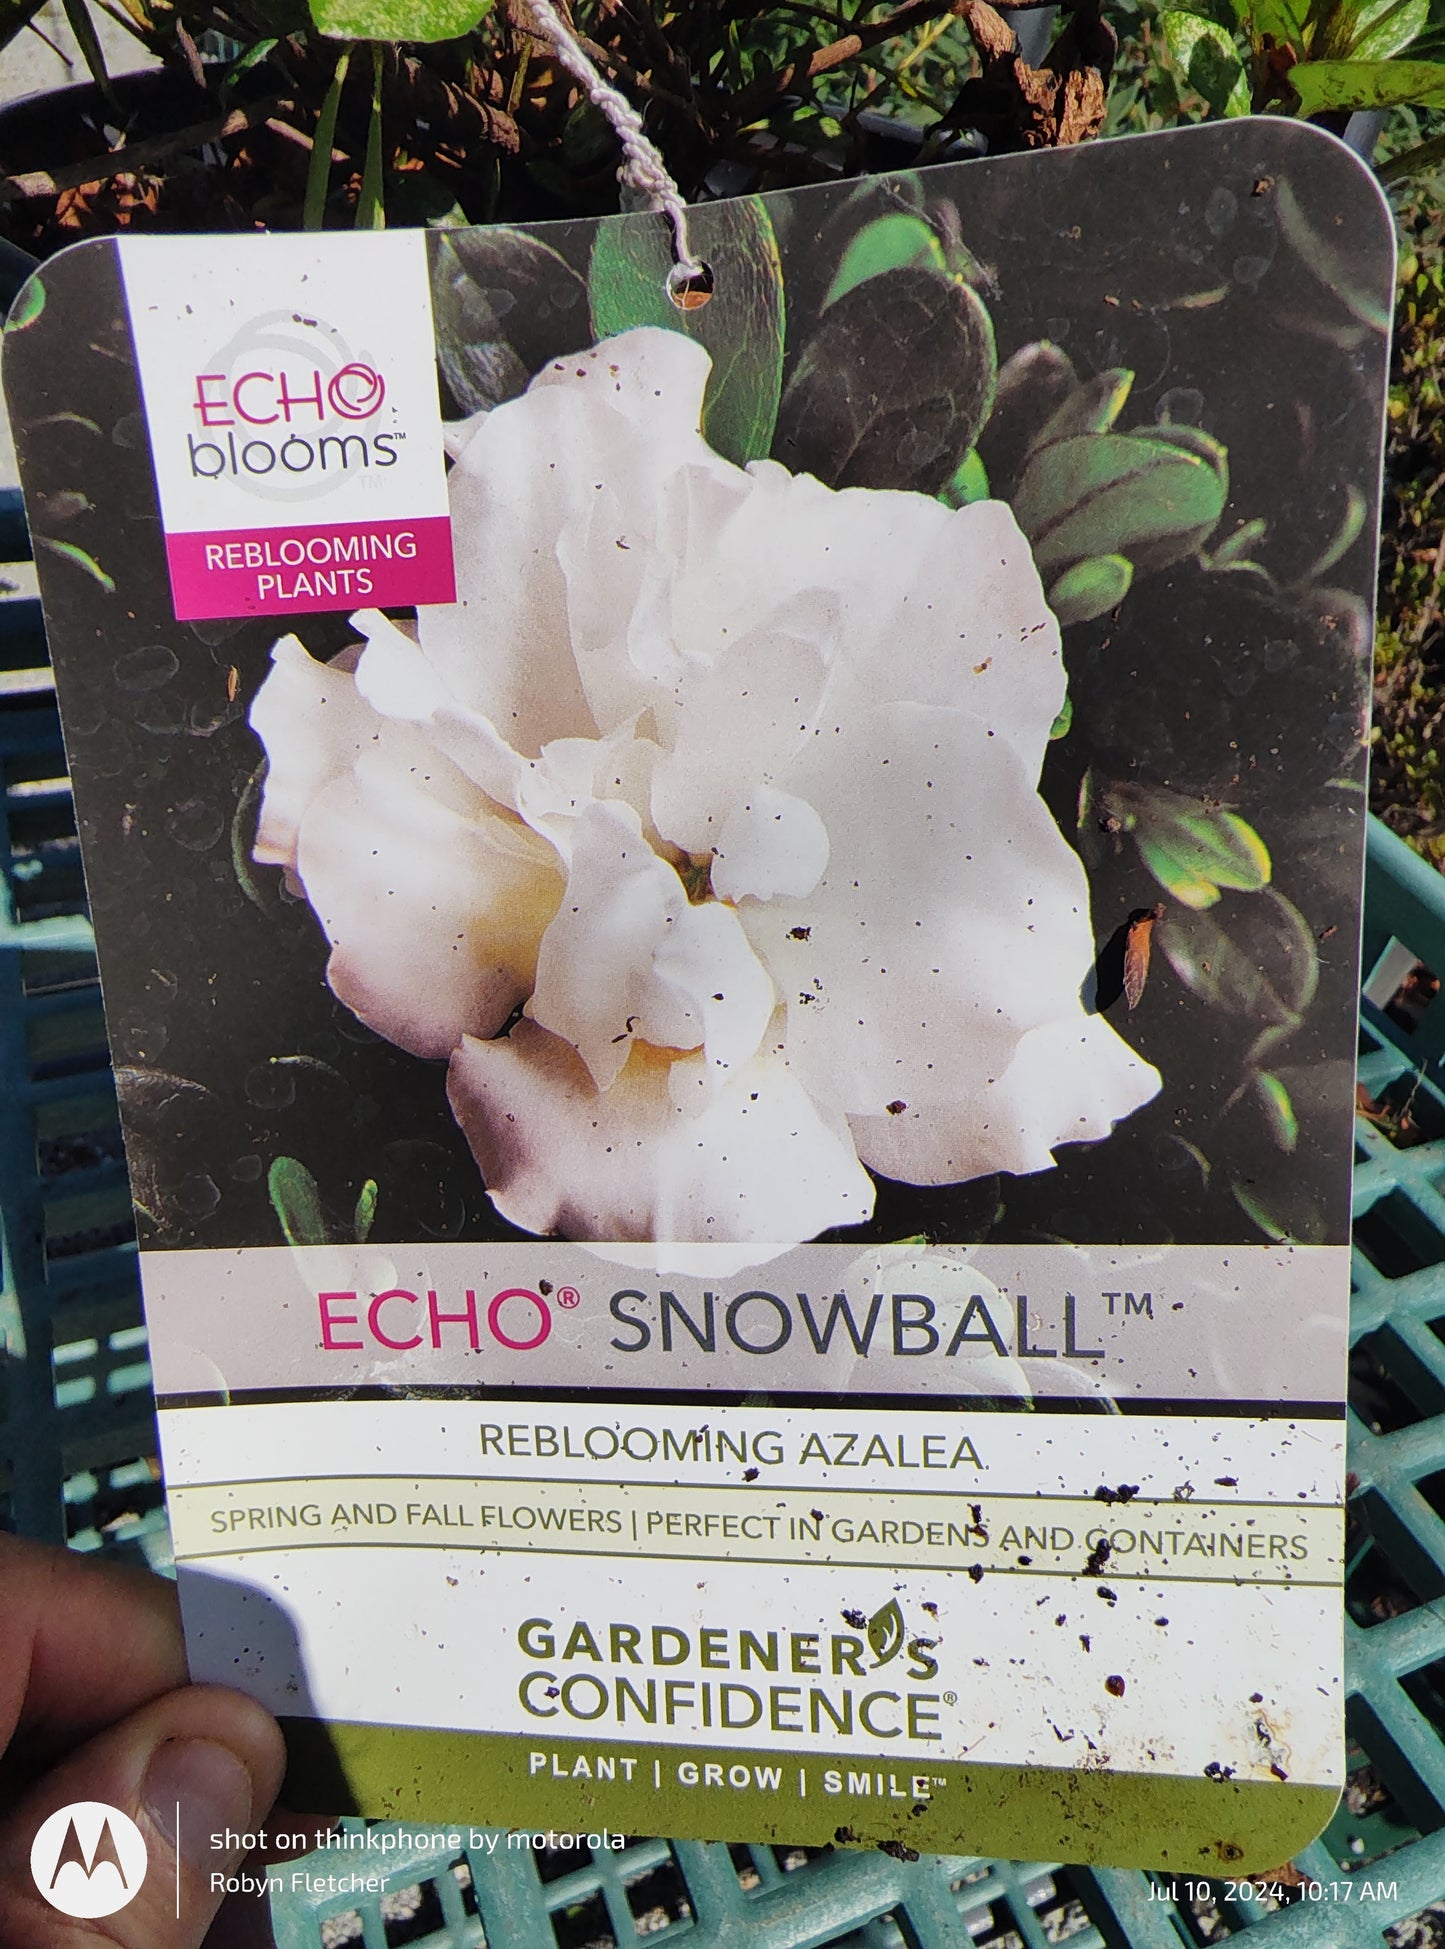 ECHO
blooms™
TM
REBLOOMING
PLANTS
ECHO® SNOWBALL™
REBLOOMING AZALEA
SPRING AND FALL FLOWERS | PERFECT IN GARDENS AND CONTAINERS
GARDENER'S
CONFIDENCE®
PLANT | GROW | SMILE™
shot on thinkphone by motorola
Robyn Fletcher
Jul 10, 2024, 10:17 AM